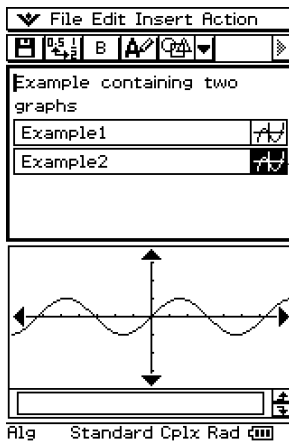 File Edit Insert Action
B
Example containing two
graphs
Example1
Example2
Alg Standard Cplx Rad